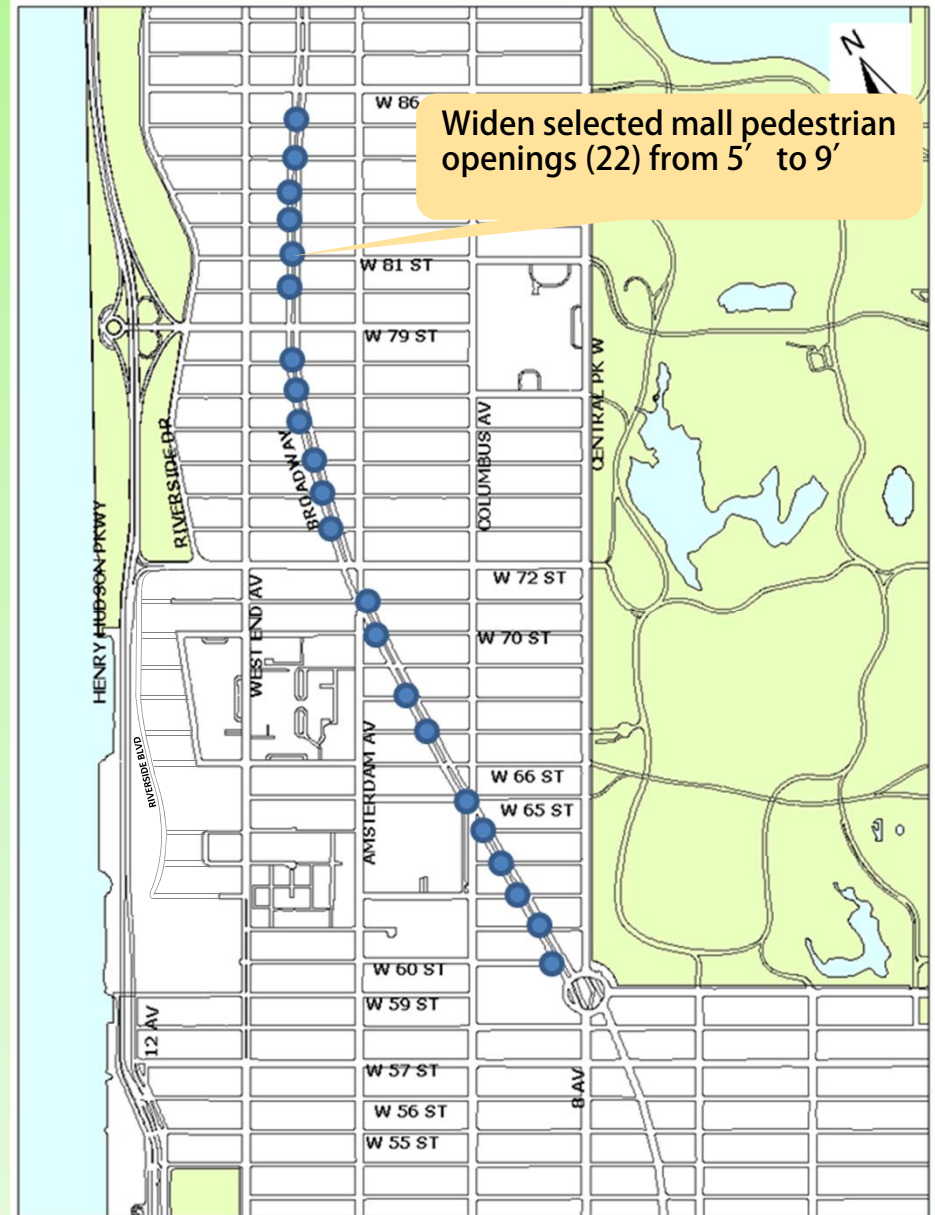 N
W 86
Widen selected mall pedestrian
openings (22) from 5′ to 9′
W 81 ST
W 79 ST
CENTRAL PK W
COLUMBUS AV
BROADWAY
RIVERSIDE DR
HENRY HUDSON PKWY
W 72 ST
WEST END AV
W 70 ST
RIVERSIDE BLVD
AMSTERDAM AV
W 66 ST
W 65 ST
W 60 ST
W 59 ST
12 AV
W 57 ST
8 AV
W 56 ST
W 55 ST